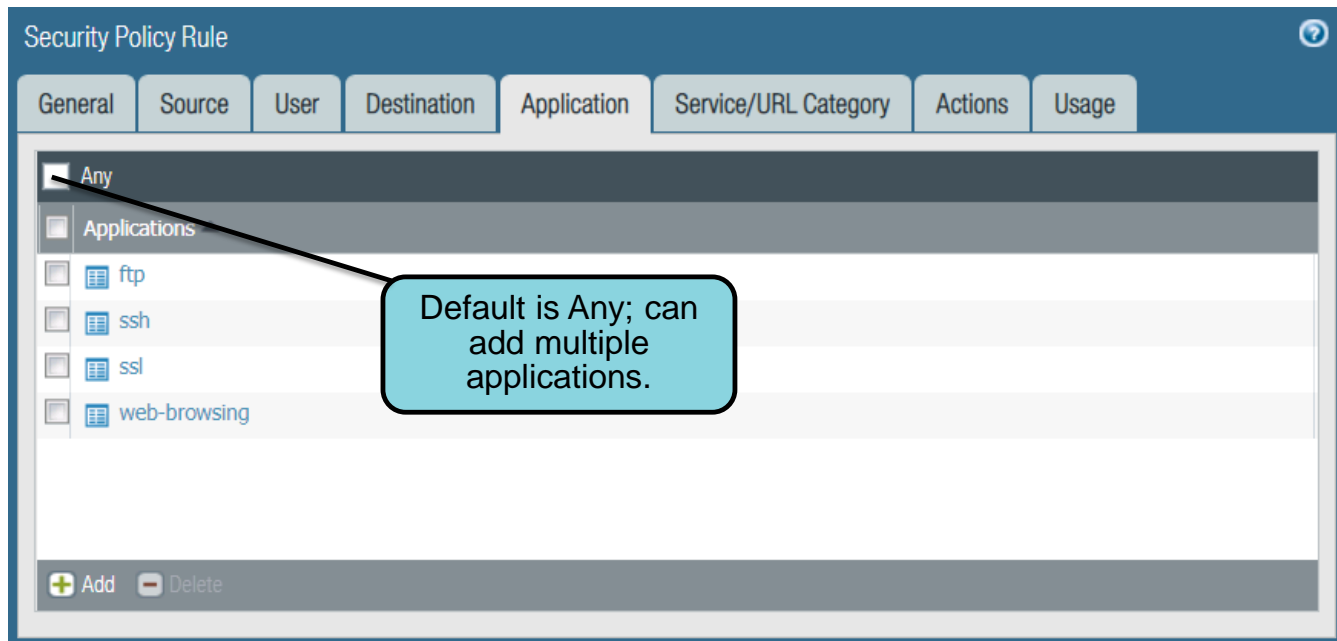 Security Policy Rule
General Source User Destination Application Service/URL Category Actions Usage
Any
Applications
ftp
ssh
ssl
web-browsing
Default is Any; can
add multiple
applications.
Add Delete